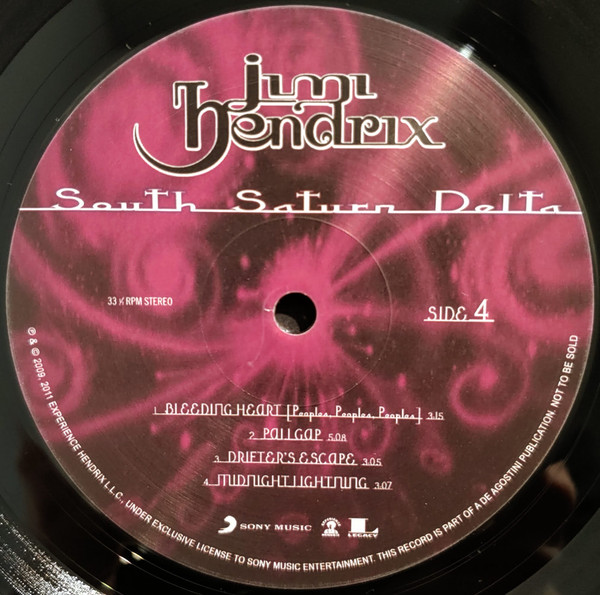 jimi
hendrix
South Saturn Delta
33 ⅓ RPM STEREO
SIDE 4
1 BLEEDING HEART [Peoples, Peoples, Peoples] 3.15
2 PALI GAP 5.08
3 DRIFTER'S ESCAPE 3.05
4 MIDNIGHT LIGHTNING 3.07
SONY MUSIC
L
LEGACY
℗ & © 2009, 2011 EXPERIENCE HENDRIX L.L.C., UNDER EXCLUSIVE LICENSE TO SONY MUSIC ENTERTAINMENT. THIS RECORD IS PART OF A DE AGOSTINI PUBLICATION. NOT TO BE SOLD